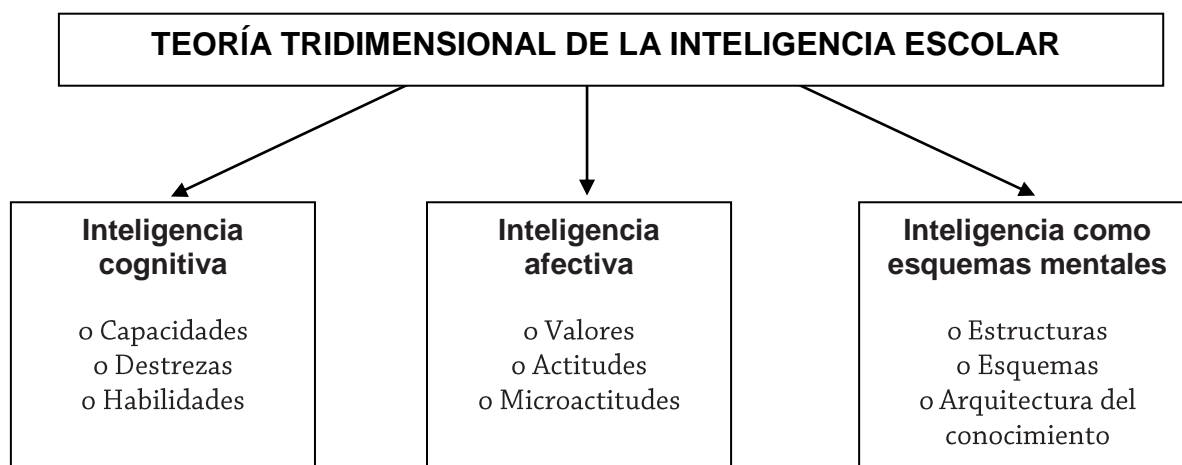 TEORÍA TRIDIMENSIONAL DE LA INTELIGENCIA ESCOLAR
Inteligencia
cognitiva
o Capacidades
o Destrezas
o Habilidades
Inteligencia
afectiva
o Valores
o Actitudes
o Microactitudes
Inteligencia como
esquemas mentales
o Estructuras
o Esquemas
o Arquitectura del
conocimiento